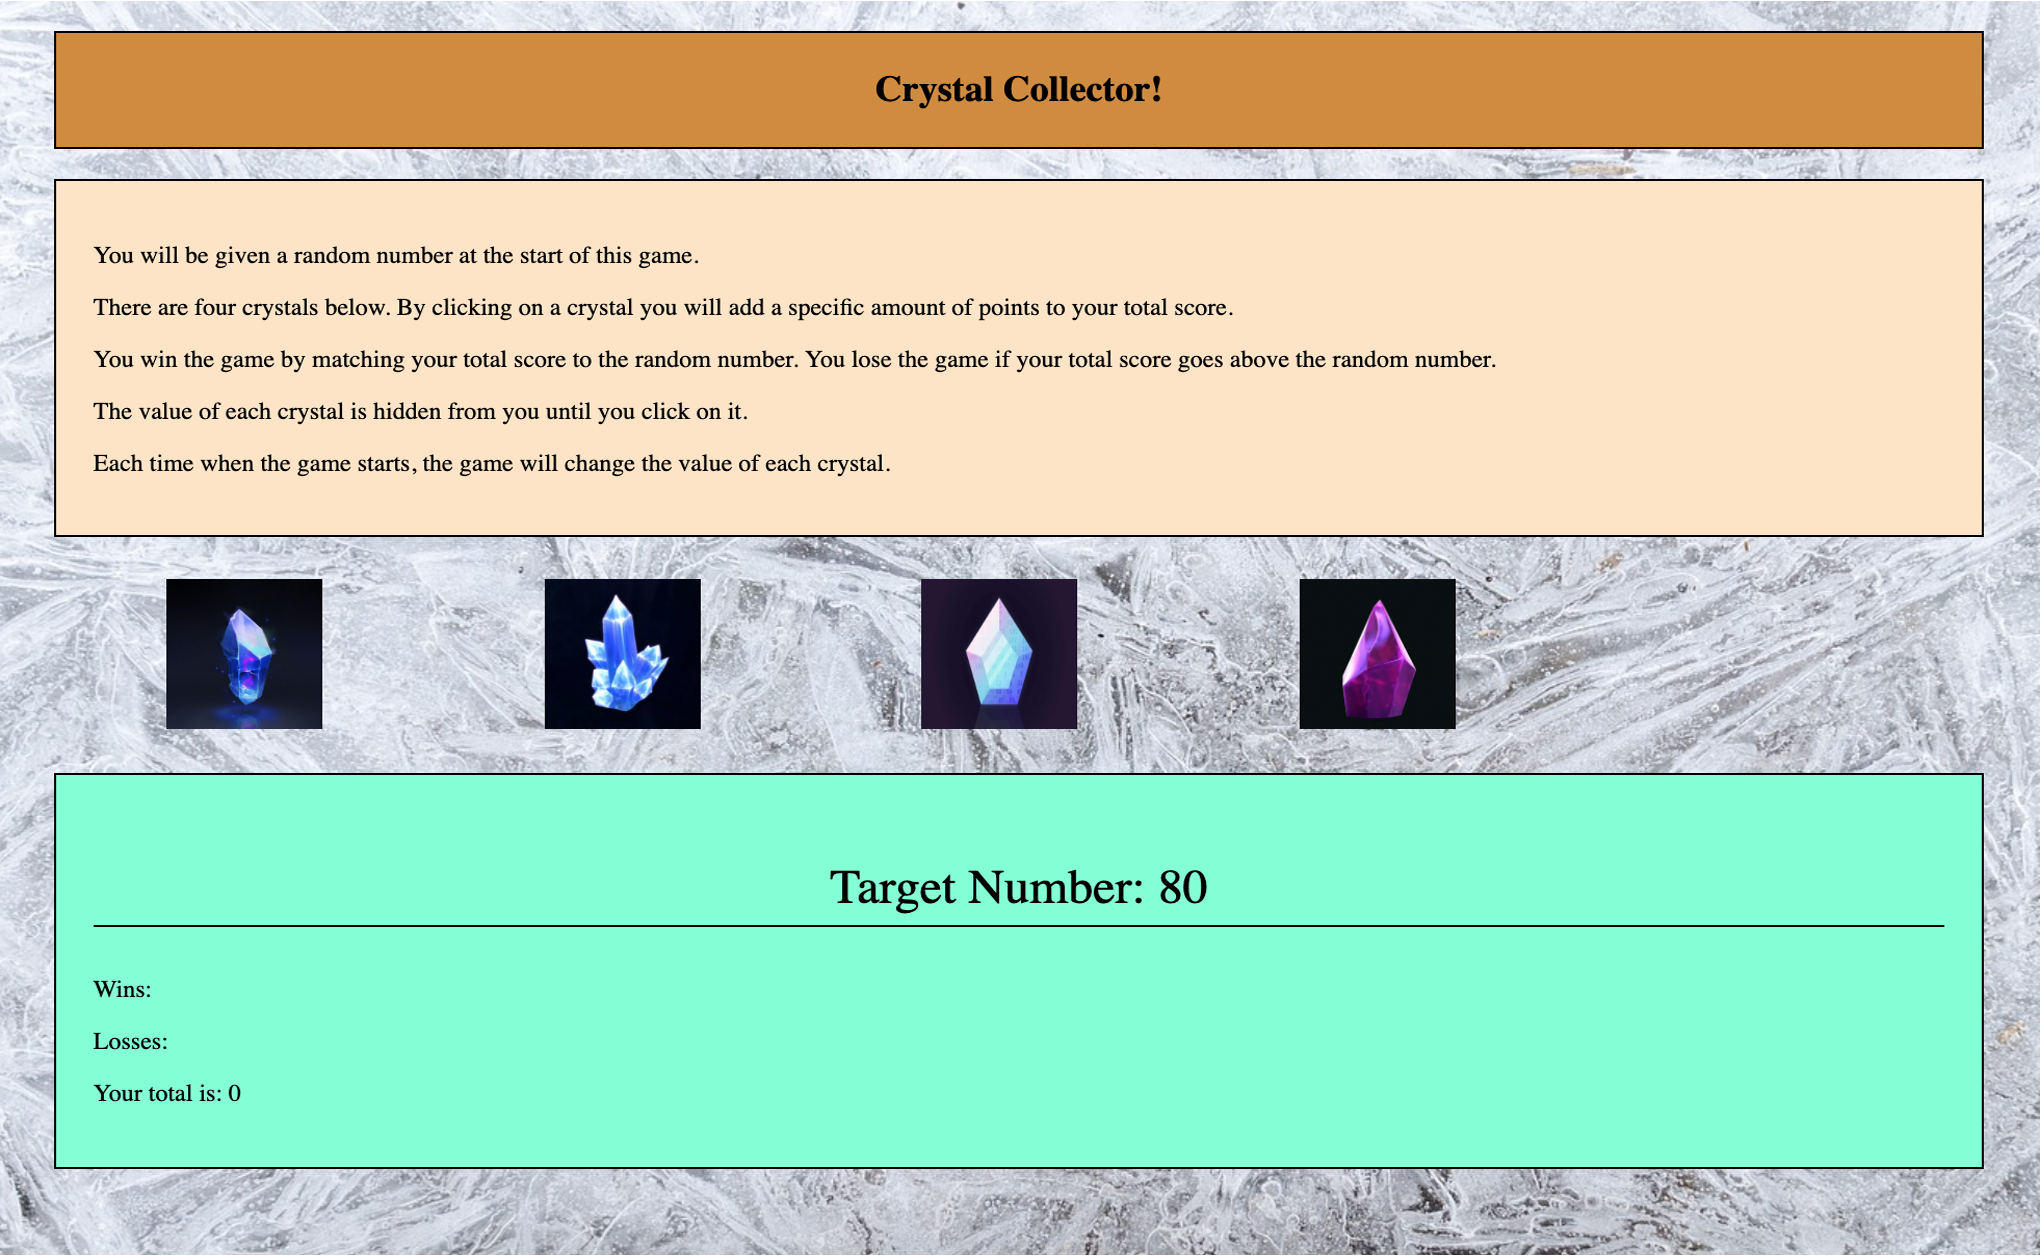 Crystal Collector!
You will be given a random number at the start of this game.
There are four crystals below. By clicking on a crystal you will add a specific amount of points to your total score.
You win the game by matching your total score to the random number. You lose the game if your total score goes above the random number.
The value of each crystal is hidden from you until you click on it.
Each time when the game starts, the game will change the value of each crystal.
Target Number: 80
Wins:
Losses:
Your total is: 0